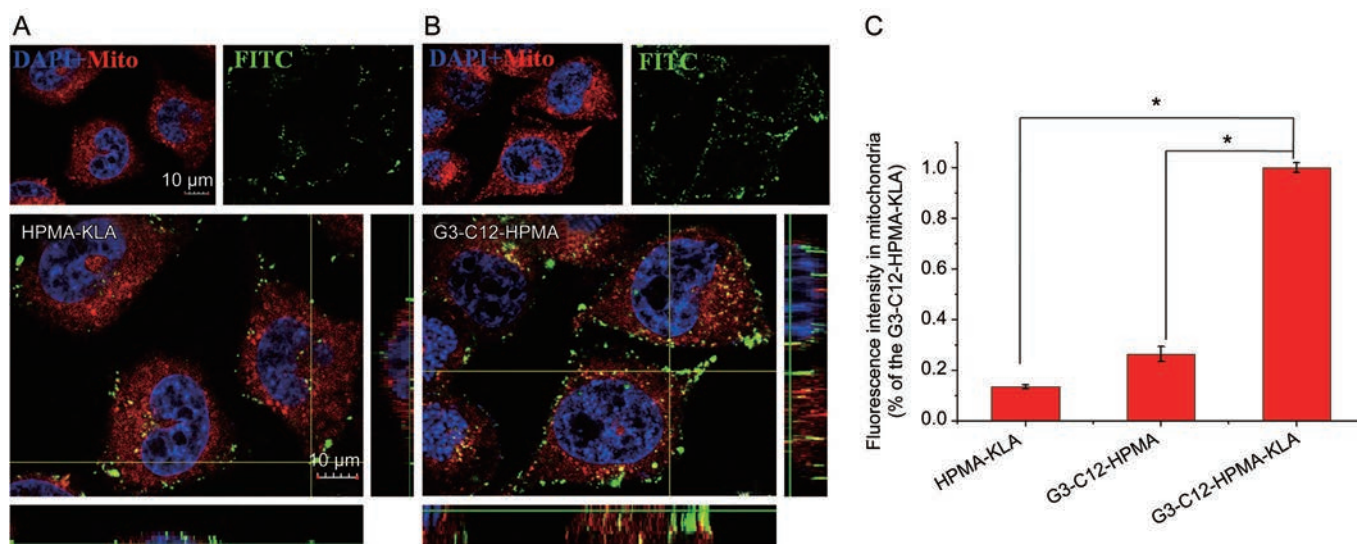 A
DAPI+Mito
10 μm
FITC
HPMA-KLA
10 μm
B
DAPI+Mito
FITC
G3-C12-HPMA
C
Fluorescence intensity in mitochondria
(% of the G3-C12-HPMA-KLA)
*
*
1.0
0.8
0.6
0.4
0.2
0.0
HPMA-KLA
G3-C12-HPMA
G3-C12-HPMA-KLA